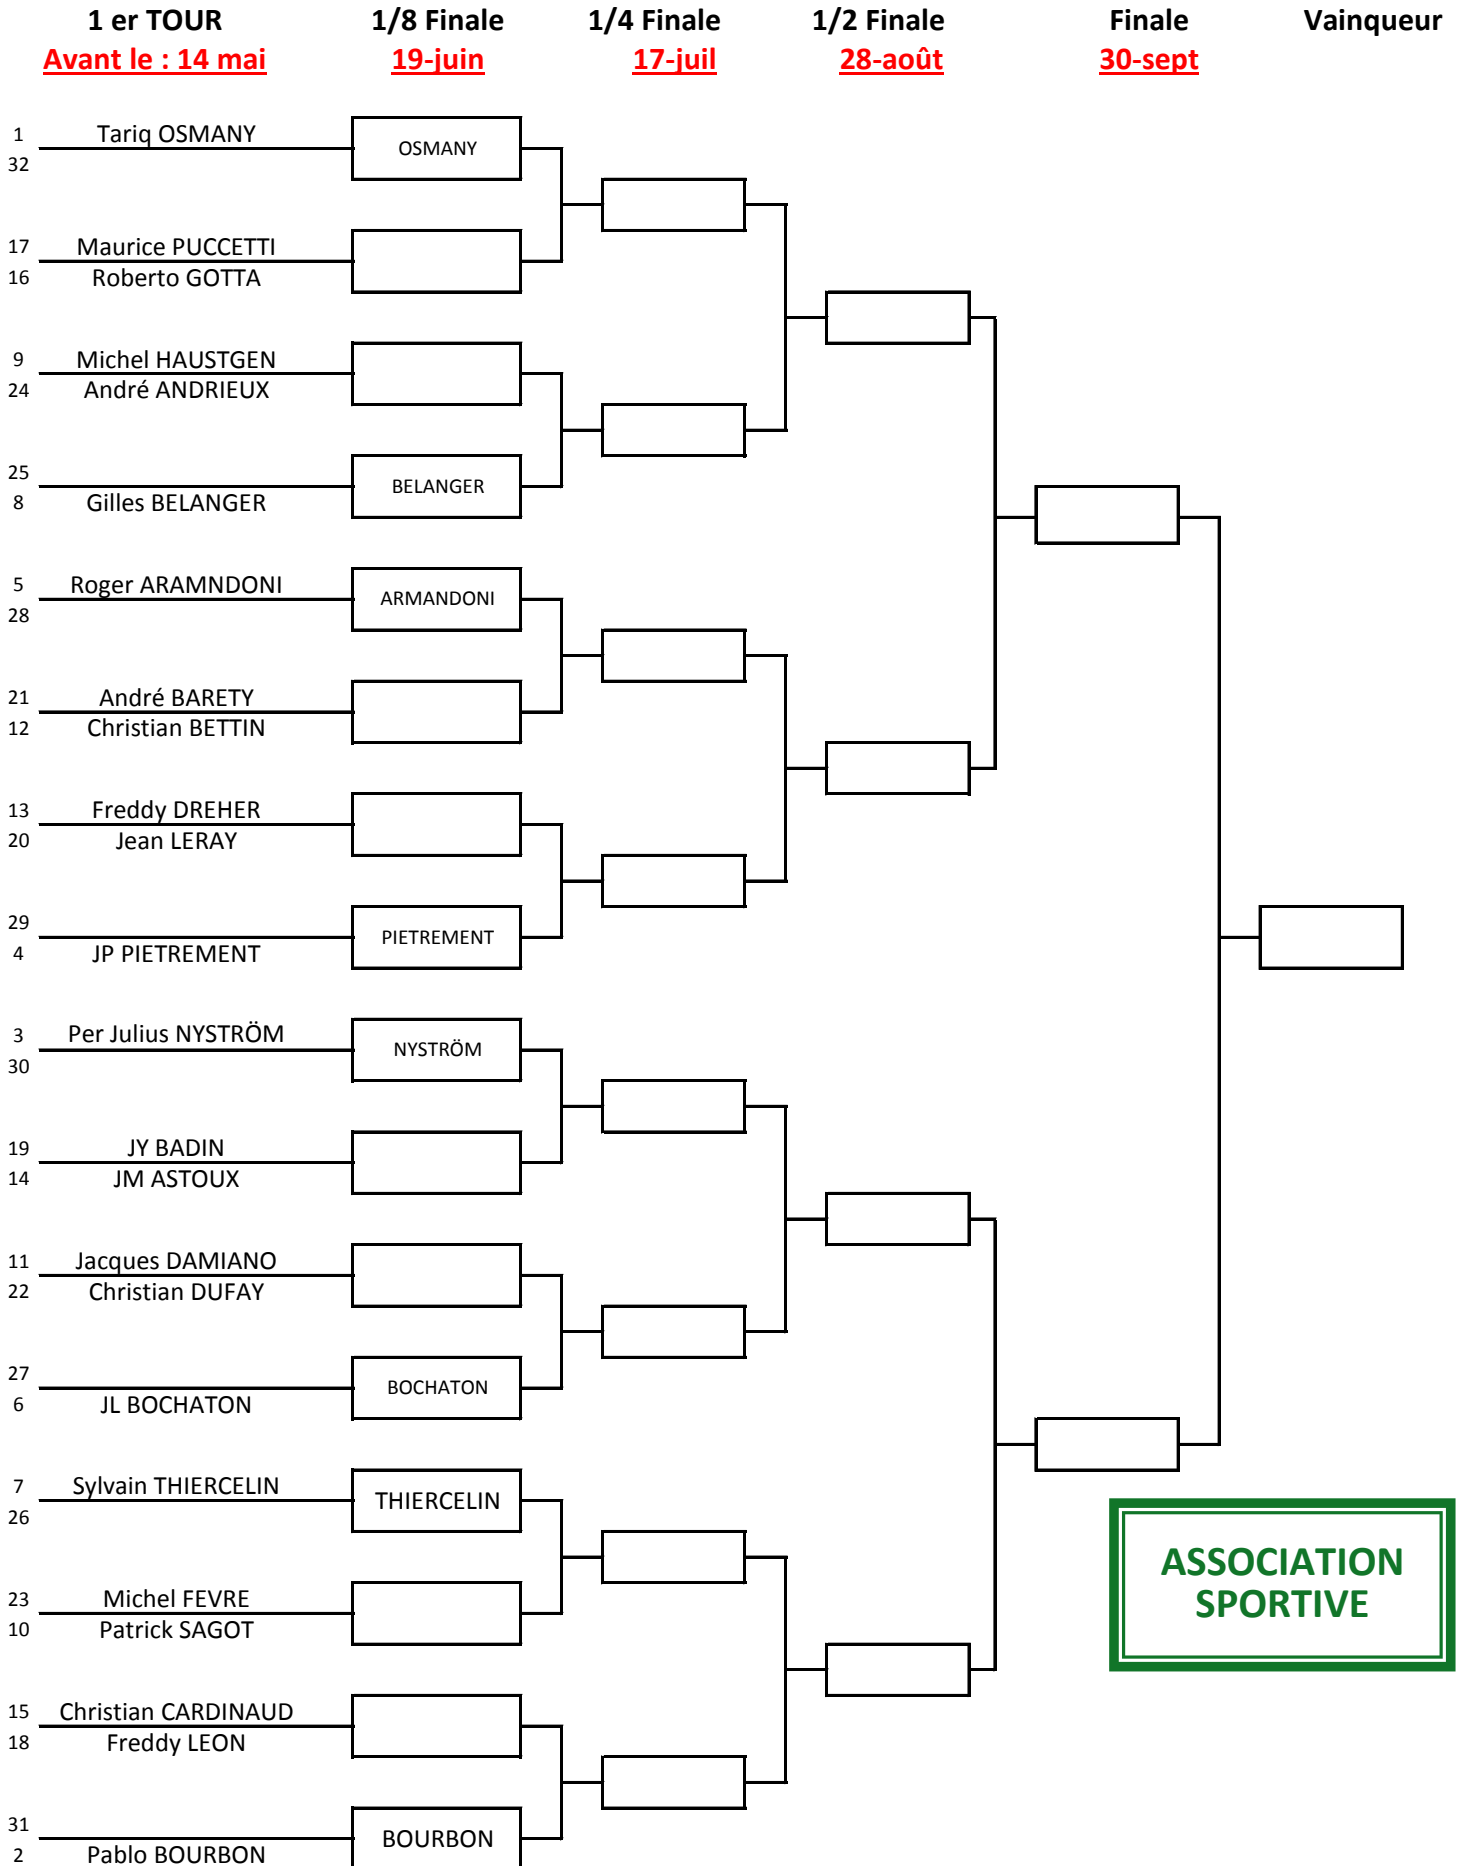 1 er TOUR 1/8 Finale 1/4 Finale 1/2 Finale Finale Vainqueur
Avant le : 14 mai 19-juin 17-juil 28-août 30-sept
1 Tariq OSMANY
OSMANY
32
17 Maurice PUCCETTI
16 Roberto GOTTA
9 Michel HAUSTGEN
24 André ANDRIEUX
25
BELANGER
8 Gilles BELANGER
5 Roger ARAMNDONI
ARMANDONI
28
21 André BARETY
12 Christian BETTIN
13 Freddy DREHER
20 Jean LERAY
29
PIETREMENT
4 JP PIETREMENT
3 Per Julius NYSTRÖM
NYSTRÖM
30
19 JY BADIN
14 JM ASTOUX
11 Jacques DAMIANO
22 Christian DUFAY
27
BOCHATON
6 JL BOCHATON
7 Sylvain THIERCELIN
THIERCELIN
26
23 Michel FEVRE
10 Patrick SAGOT
ASSOCIATION
SPORTIVE
15 Christian CARDINAUD
18 Freddy LEON
31
BOURBON
2 Pablo BOURBON